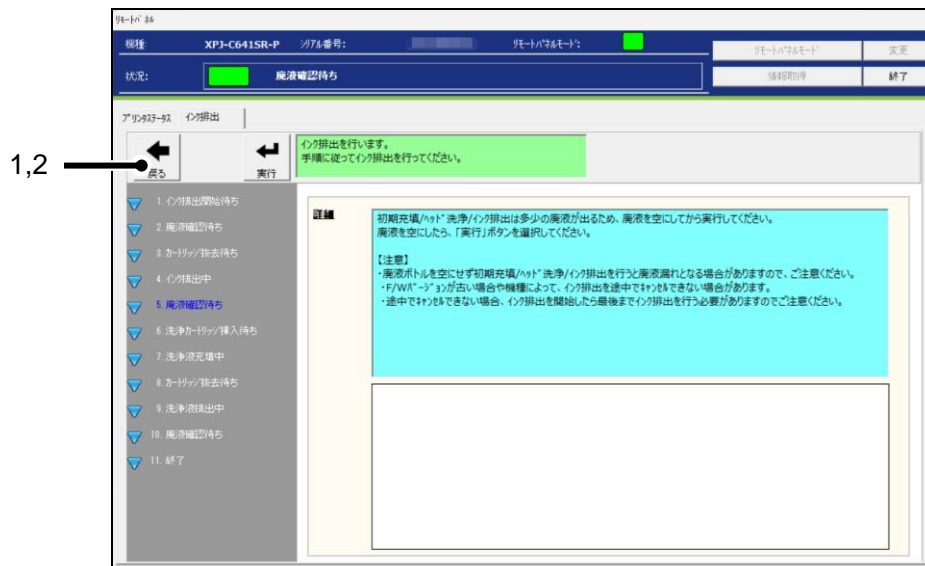 ﾘﾓｰﾄﾊﾟﾈﾙ
機種: XPJ-C641SR-P ｼﾘｱﾙ番号: ﾘﾓｰﾄﾊﾟﾈﾙﾓｰﾄﾞ: ﾘﾓｰﾄﾊﾟﾈﾙﾓｰﾄﾞ 変更
状況: 廃液確認待ち 情報取得 終了
ﾌﾟﾘﾝﾀｽﾃｰﾀｽ ｲﾝｸ排出
1,2
戻る 実行
ｲﾝｸ排出を行います。
手順に従ってｲﾝｸ排出を行ってください。
1. ｲﾝｸ排出開始待ち
2. 廃液確認待ち
3. ｶｰﾄﾘｯｼﾞ抜去待ち
4. ｲﾝｸ排出中
5. 廃液確認待ち
6. 洗浄ｶｰﾄﾘｯｼﾞ挿入待ち
7. 洗浄液充填中
8. ｶｰﾄﾘｯｼﾞ抜去待ち
9. 洗浄液排出中
10. 廃液確認待ち
11. 終了
詳細
初期充填/ﾍｯﾄﾞ洗浄/ｲﾝｸ排出は多少の廃液が出るため、廃液を空にしてから実行してください。
廃液を空にしたら、「実行」ﾎﾞﾀﾝを選択してください。
【注意】
・廃液ﾎﾞﾄﾙを空にせず初期充填/ﾍｯﾄﾞ洗浄/ｲﾝｸ排出を行うと廃液漏れとなる場合がありますので、ご注意ください。
・F/Wﾊﾞｰｼﾞｮﾝが古い場合や機種によって、ｲﾝｸ排出を途中でｷｬﾝｾﾙできない場合があります。
・途中でｷｬﾝｾﾙできない場合、ｲﾝｸ排出を開始したら最後までｲﾝｸ排出を行う必要がありますのでご注意ください。